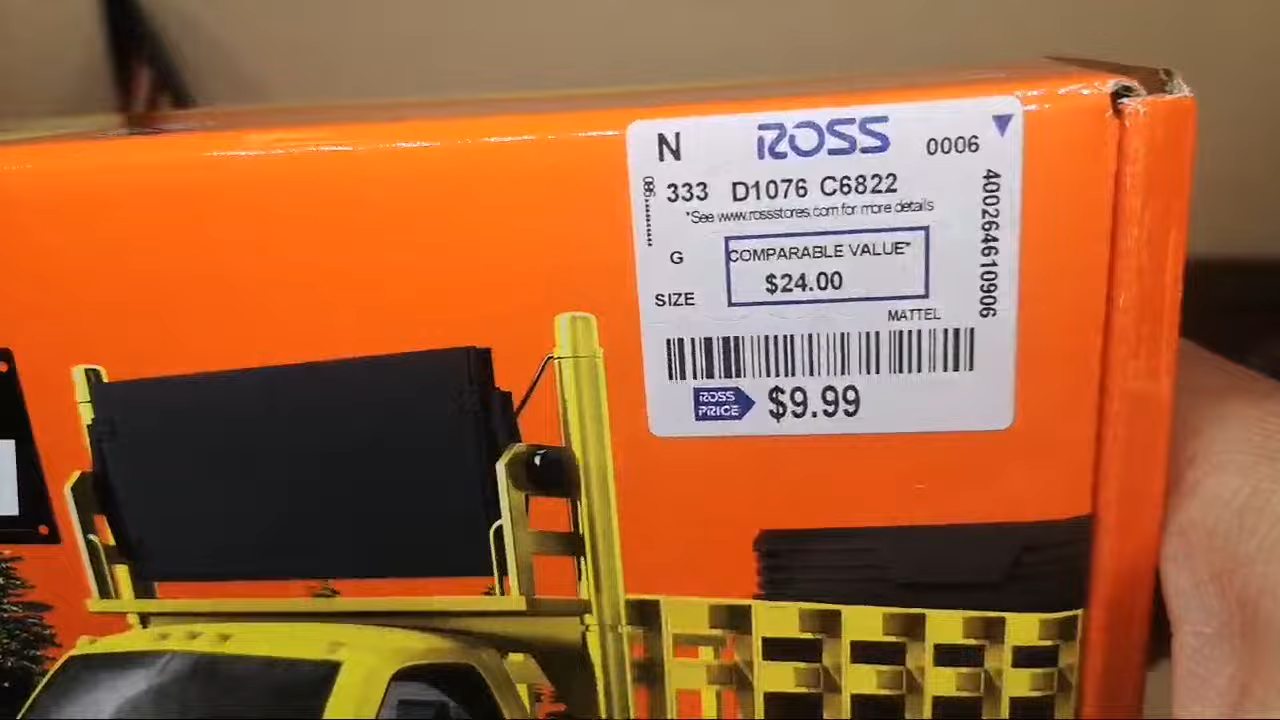 N ROSS 0006
333 D1076 C6822
*See www.rossstores.com for more details
G
COMPARABLE VALUE*
$24.00
SIZE
MATTEL
400264610906
ROSS PRICE $9.99